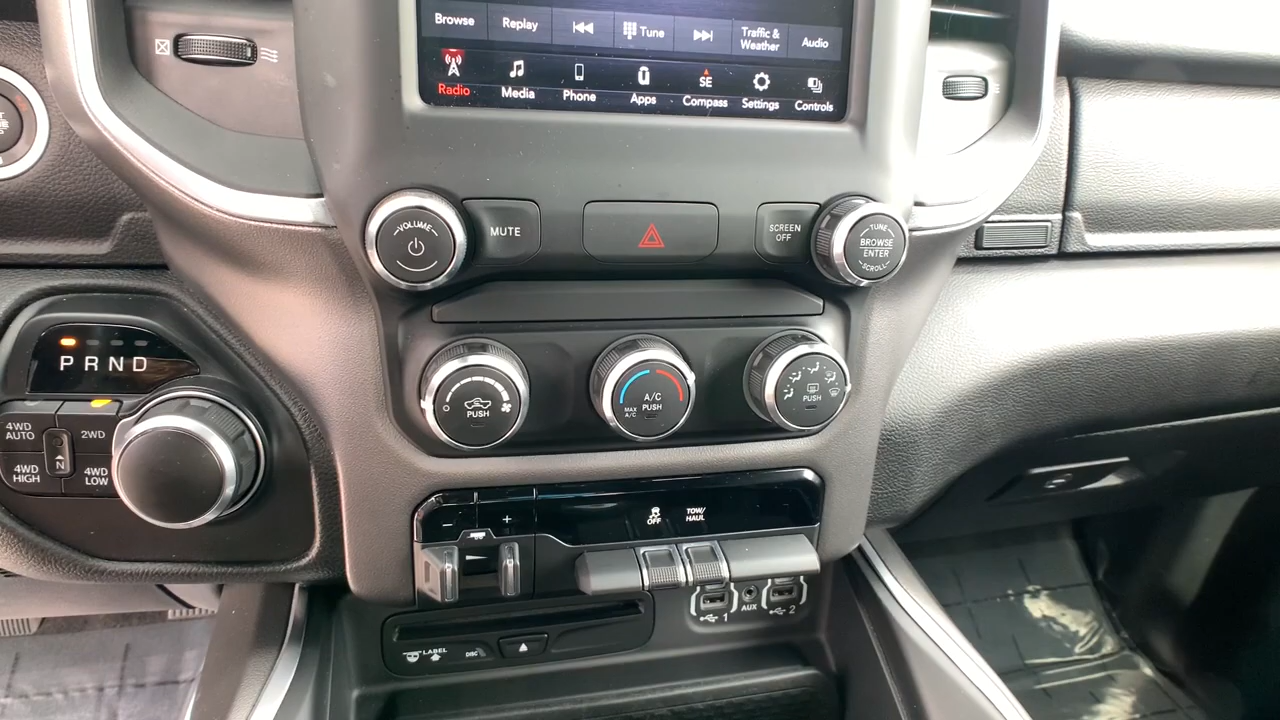 Browse
Replay
Tune
Traffic &
Weather
Audio
Radio
Media
Phone
Apps
SE
Compass
Settings
Controls
VOLUME
MUTE
SCREEN
OFF
TUNE
BROWSE
ENTER
SCROLL
P R N D
4WD
AUTO
2WD
N
4WD
HIGH
4WD
LOW
PUSH
MAX
A/C
A/C
PUSH
PUSH
- +
OFF
TOW/
HAUL
1
AUX
2
LABEL
DISC